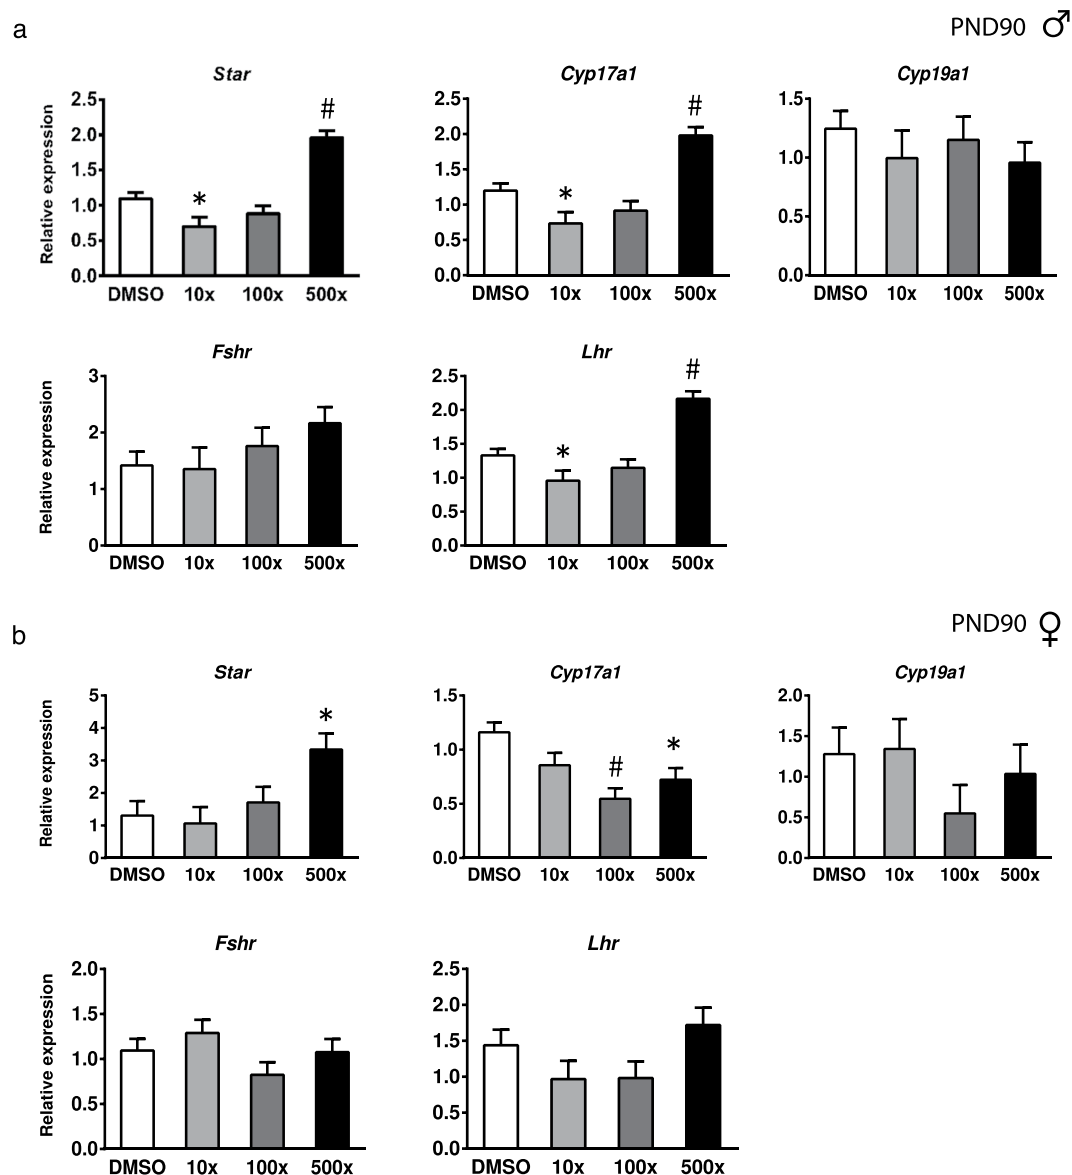 a
PND90 ♂
Star
Cyp17a1
Cyp19a1
Relative expression
2.5
2.0
1.5
1.0
0.5
0.0
#
*
DMSO 10x 100x 500x
2.5
2.0
1.5
1.0
0.5
0.0
#
*
DMSO 10x 100x 500x
1.5
1.0
0.5
0.0
DMSO 10x 100x 500x
Fshr
Lhr
Relative expression
3
2
1
0
DMSO 10x 100x 500x
2.5
2.0
1.5
1.0
0.5
0.0
#
*
DMSO 10x 100x 500x
b
PND90 ♀
Star
Cyp17a1
Cyp19a1
Relative expression
5
4
3
2
1
0
*
DMSO 10x 100x 500x
1.5
1.0
0.5
0.0
#
*
DMSO 10x 100x 500x
2.0
1.5
1.0
0.5
0.0
DMSO 10x 100x 500x
Fshr
Lhr
Relative expression
2.0
1.5
1.0
0.5
0.0
DMSO 10x 100x 500x
2.5
2.0
1.5
1.0
0.5
0.0
DMSO 10x 100x 500x